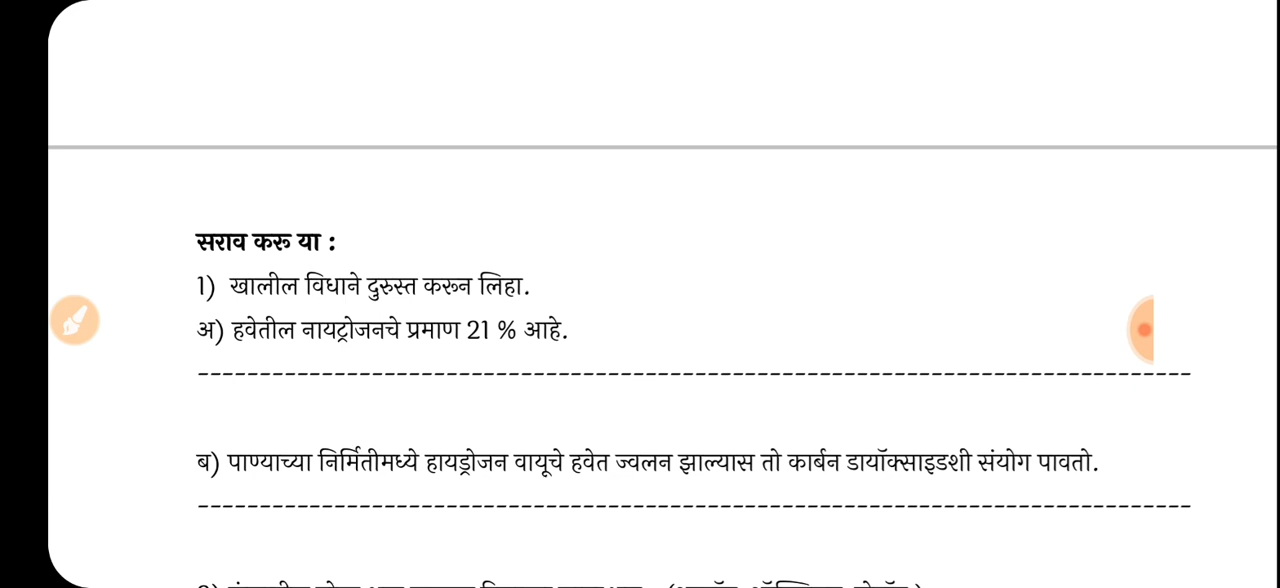 सराव करू या :
1) खालील विधाने दुरुस्त करून लिहा.
अ) हवेतील नायट्रोजनचे प्रमाण 21 % आहे.
ब) पाण्याच्या निर्मितीमध्ये हायड्रोजन वायूचे हवेत ज्वलन झाल्यास तो कार्बन डायॉक्साइडशी संयोग पावतो.